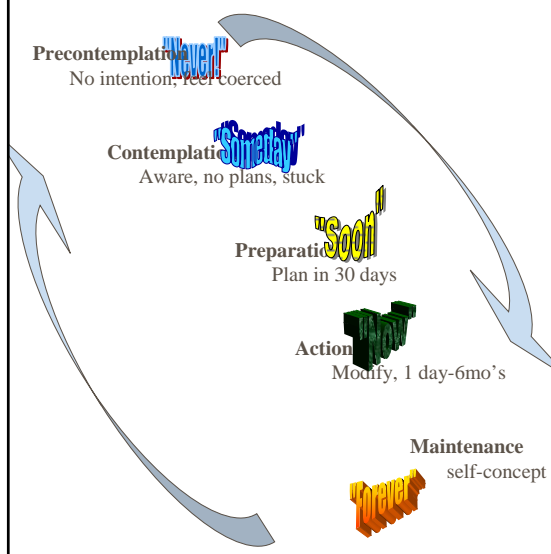 Precontemplation "Never!"
No intention, feel coerced
Contemplation "Someday"
Aware, no plans, stuck
"Soon"
Preparation
Plan in 30 days
"Now"
Action
Modify, 1 day-6mo's
Maintenance
self-concept
"Forever"